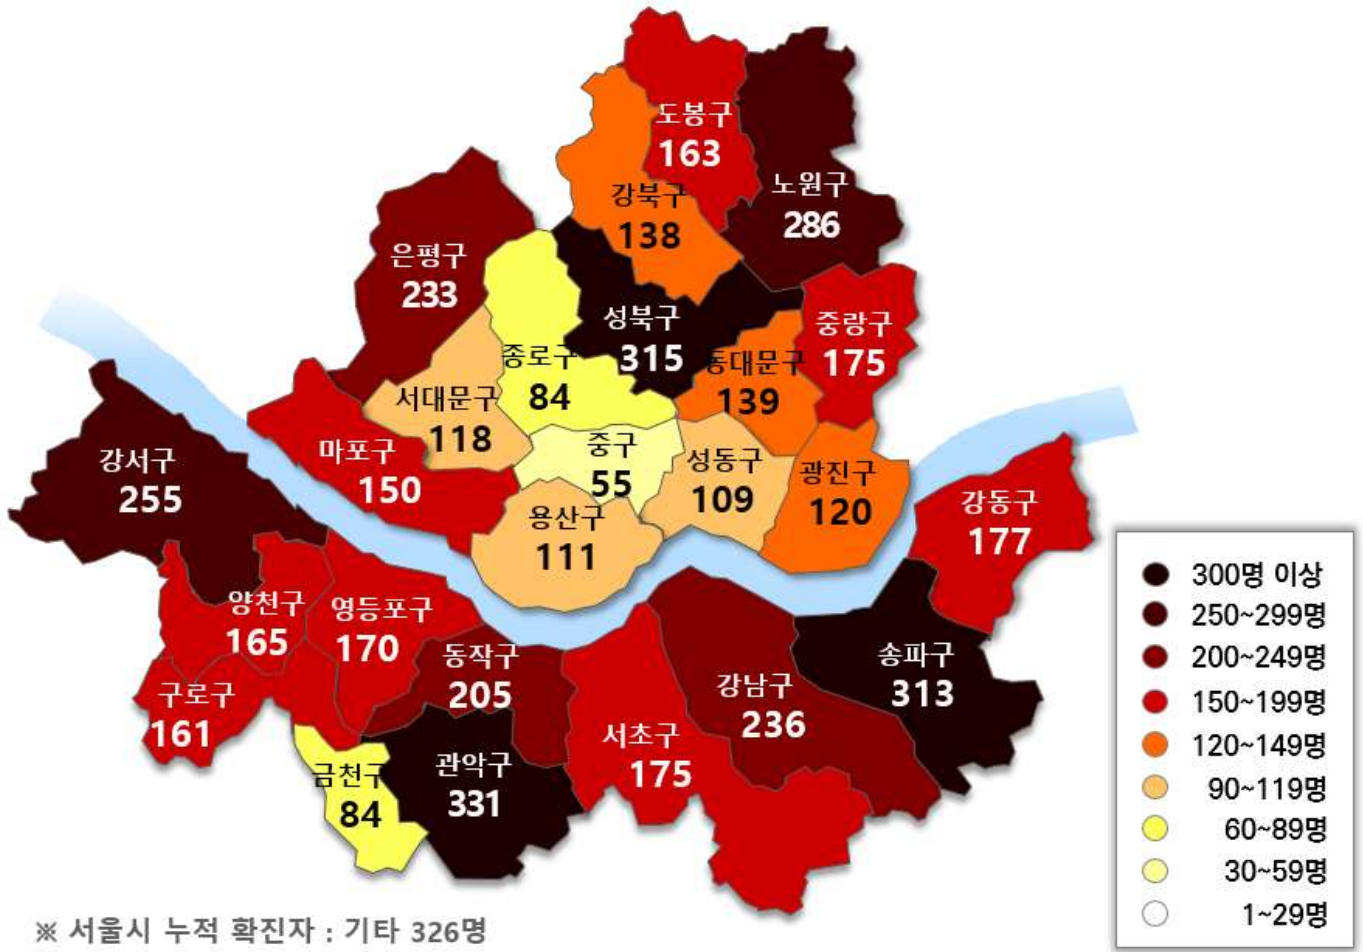 도봉구
163
노원구
286
강북구
138
은평구
233
성북구
315
중랑구
175
종로구
84
동대문구
139
서대문구
118
마포구
150
중구
55
성동구
109
광진구
120
강서구
255
용산구
111
강동구
177
양천구
165
영등포구
170
동작구
205
구로구
161
강남구
236
송파구
313
서초구
175
금천구
84
관악구
331
300명 이상
250~299명
200~249명
150~199명
120~149명
90~119명
60~89명
30~59명
1~29명
※ 서울시 누적 확진자 : 기타 326명